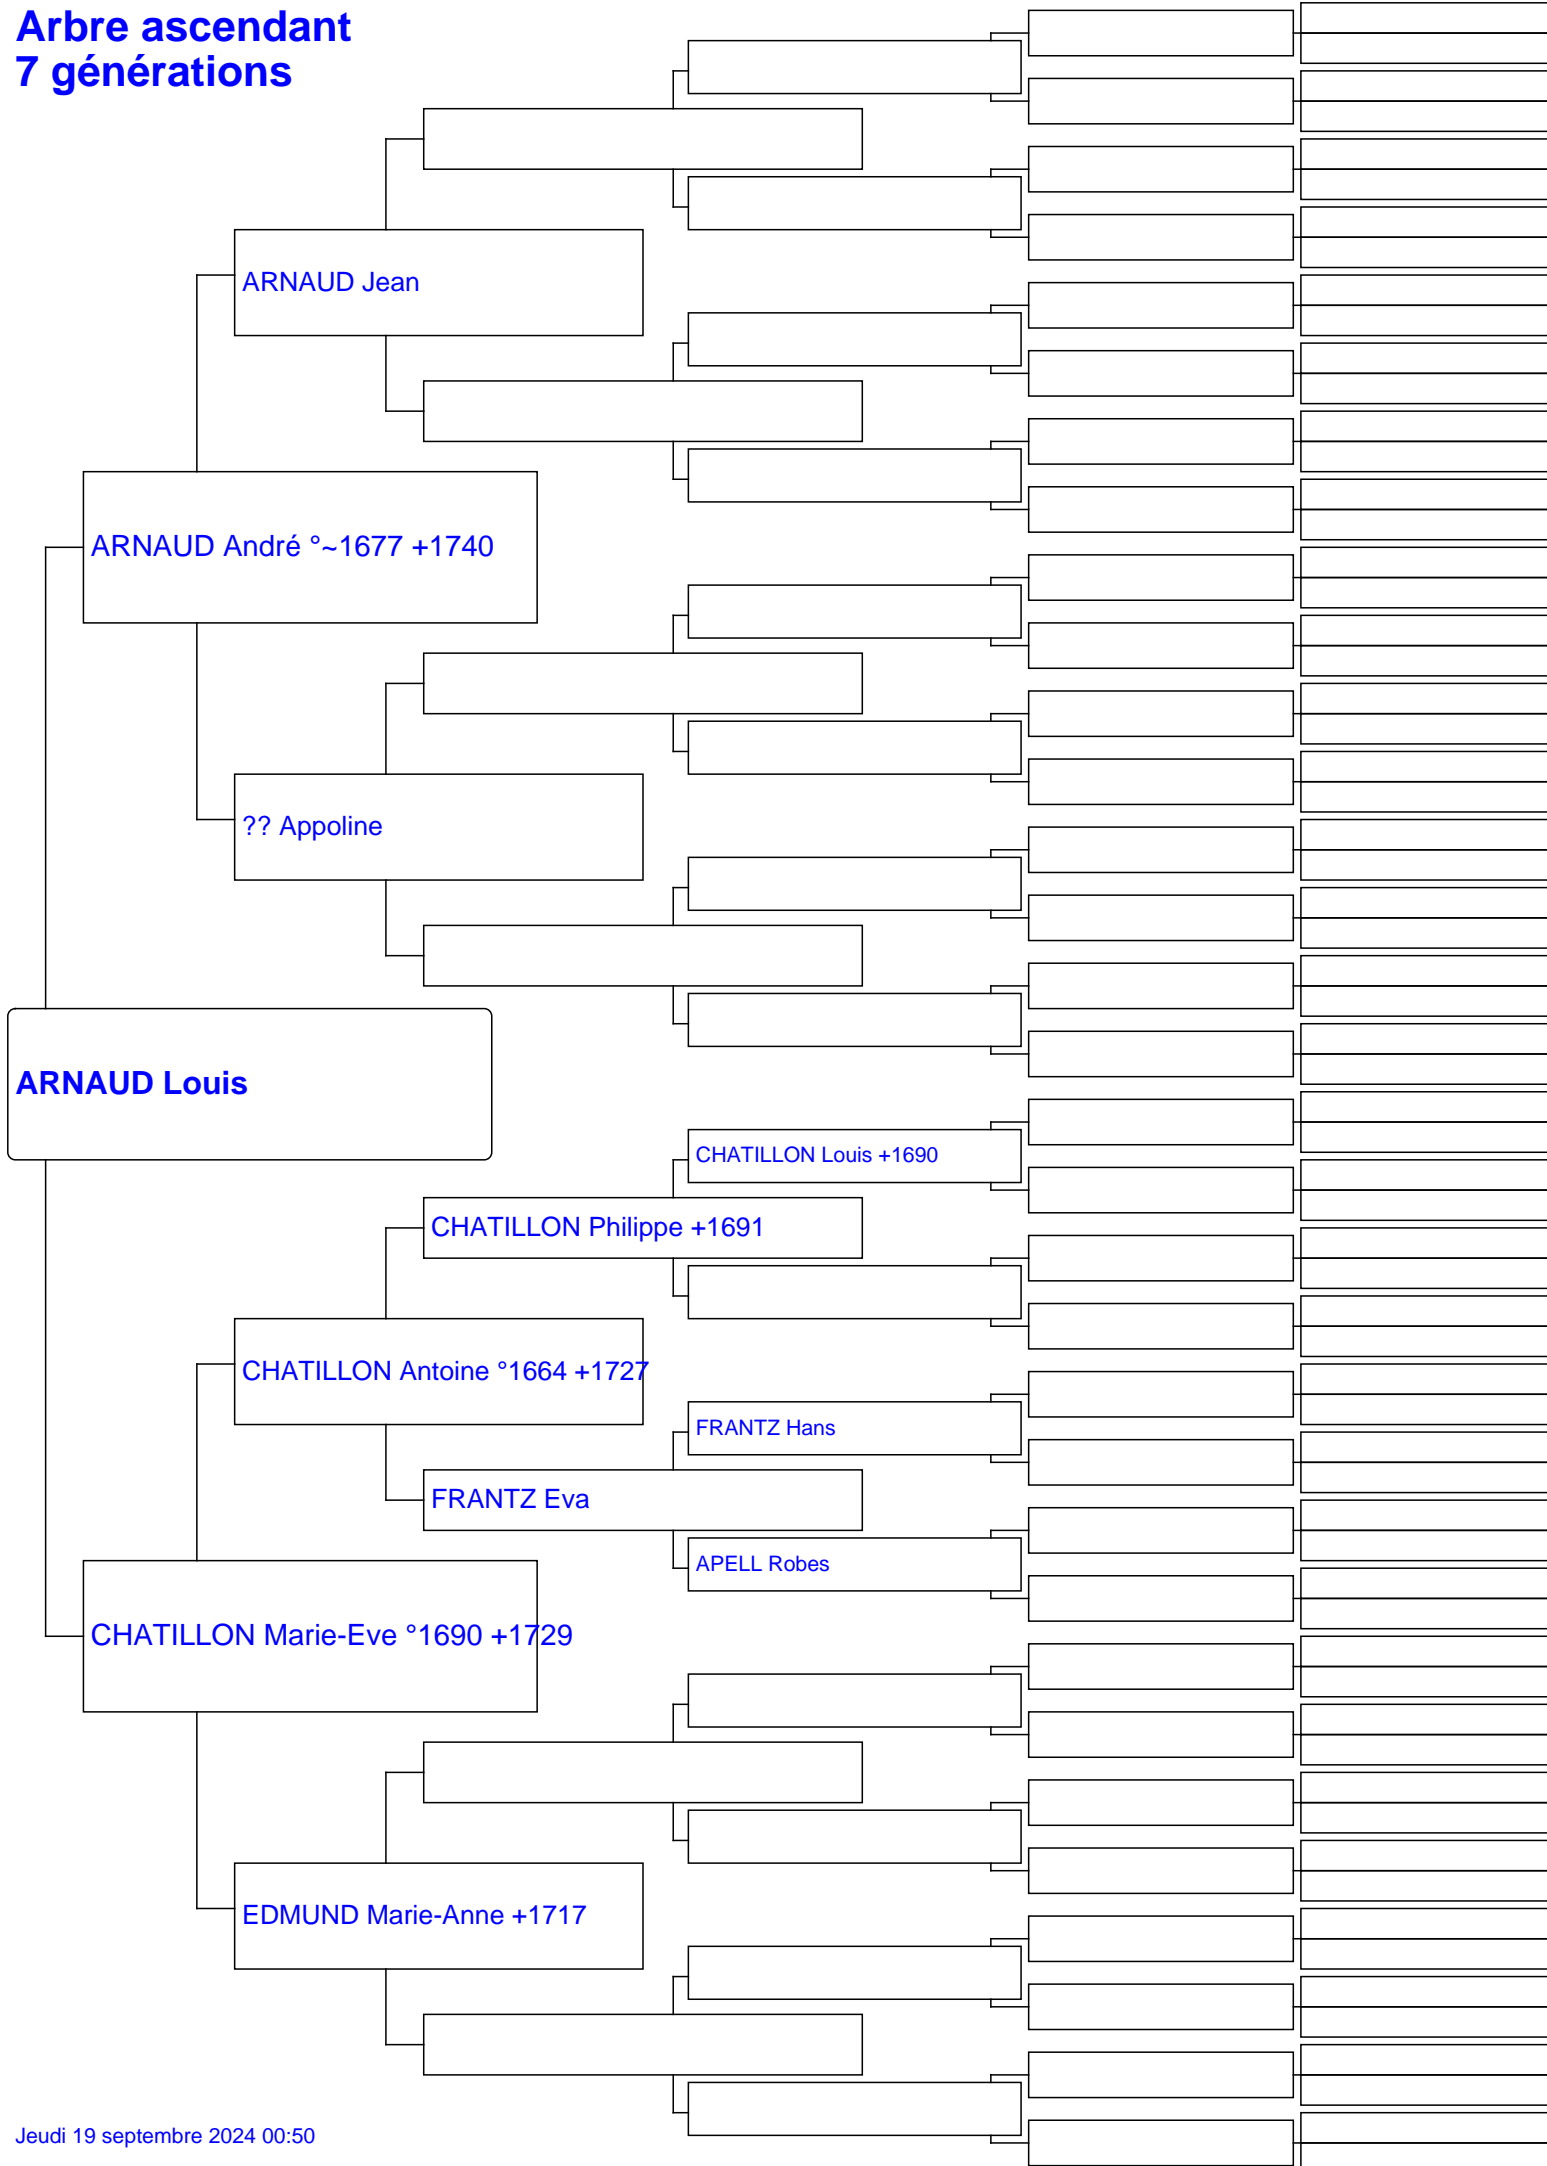 Arbre ascendant
7 générations
ARNAUD Jean
ARNAUD André °~1677 +1740
?? Appoline
ARNAUD Louis
CHATILLON Louis +1690
CHATILLON Philippe +1691
CHATILLON Antoine °1664 +1727
FRANTZ Hans
FRANTZ Eva
APELL Robes
CHATILLON Marie-Eve °1690 +1729
EDMUND Marie-Anne +1717
Jeudi 19 septembre 2024 00:50